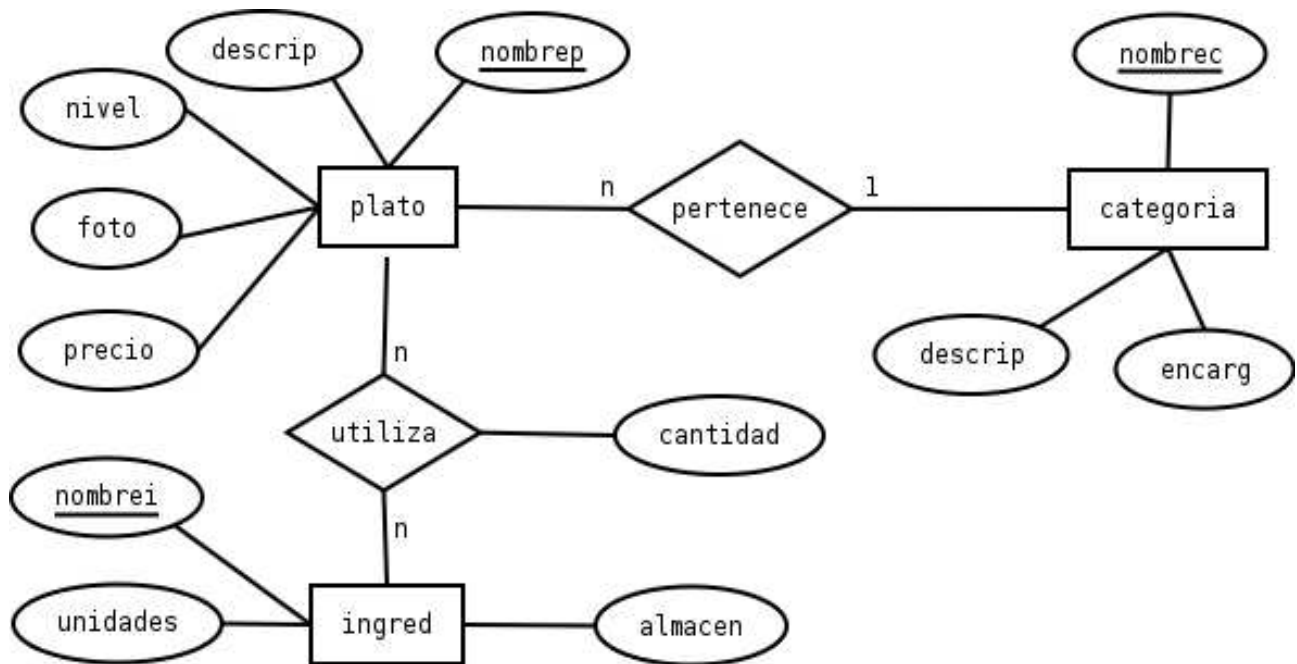 descrip
nombrep
nombrec
nivel
plato
n
pertenece
1
categoria
foto
precio
n
descrip
encarg
utiliza
cantidad
nombrei
n
unidades
ingred
almacen